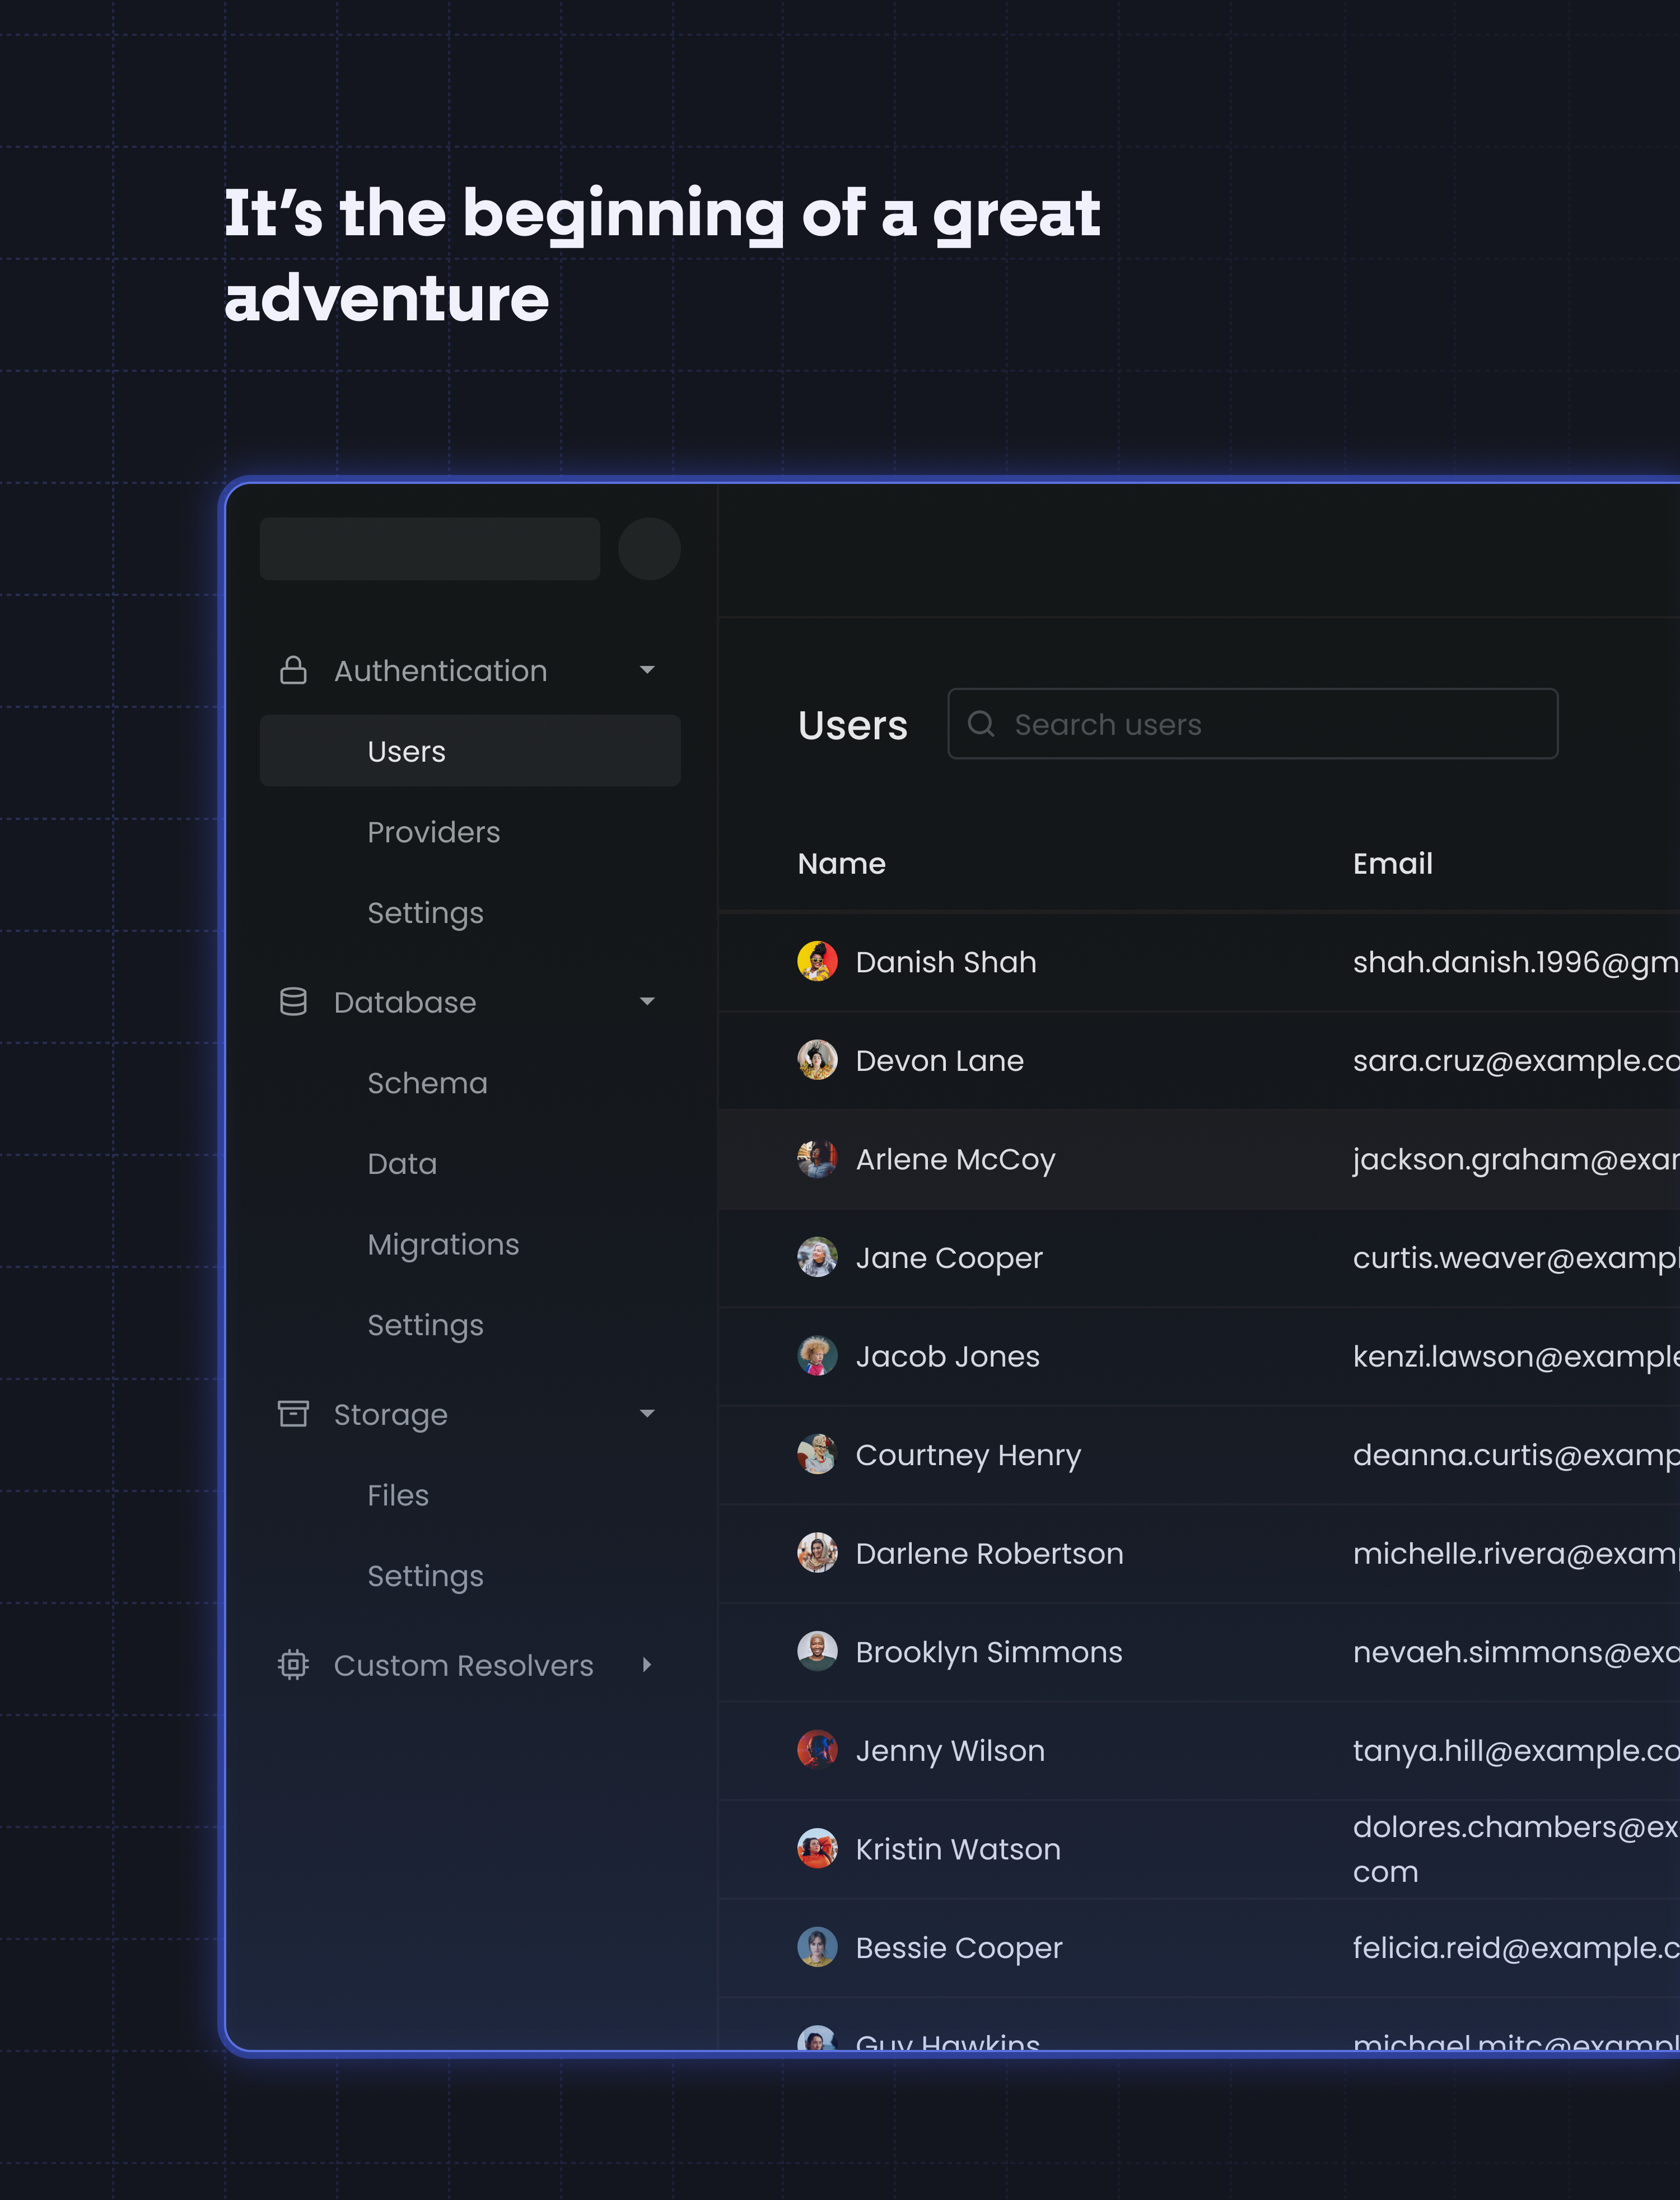 It’s the beginning of a great
adventure
Authentication
Users
Providers
Settings
Database
Schema
Data
Migrations
Settings
Storage
Files
Settings
Custom Resolvers
Users
Search users
Name Email
Danish Shah shah.danish.1996@gm
Devon Lane sara.cruz@example.co
Arlene McCoy jackson.graham@exa
Jane Cooper curtis.weaver@exampl
Jacob Jones kenzi.lawson@example
Courtney Henry deanna.curtis@examp
Darlene Robertson michelle.rivera@exam
Brooklyn Simmons nevaeh.simmons@exa
Jenny Wilson tanya.hill@example.co
Kristin Watson dolores.chambers@ex
com
Bessie Cooper felicia.reid@example.c
Guy Hawkins michael.mitc@exampl